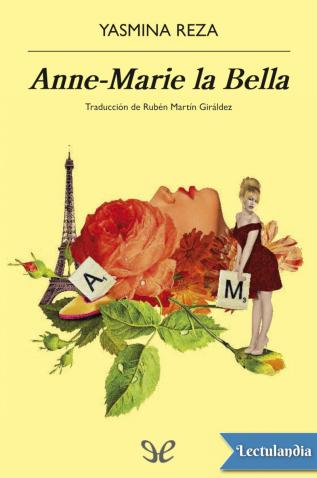 YASMINA REZA
Anne-Marie la Bella
Traducción de Rubén Martín Giráldez
A
M
Lectulandia